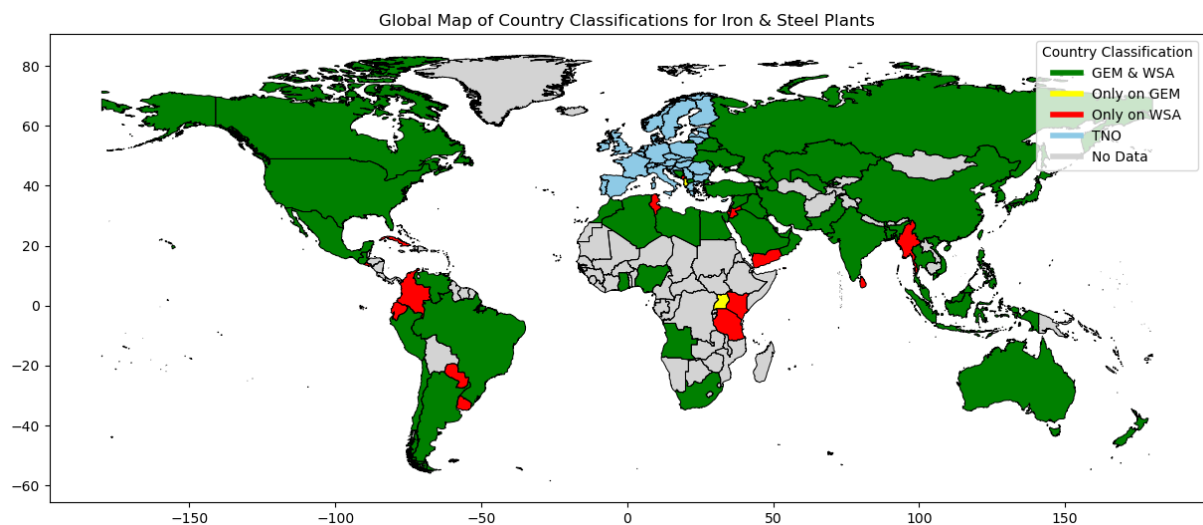 Global Map of Country Classifications for Iron & Steel Plants
Country Classification
GEM & WSA
Only on GEM
Only on WSA
TNO
No Data
80
60
40
20
0
−20
−40
−60
−150
−100
−50
0
50
100
150